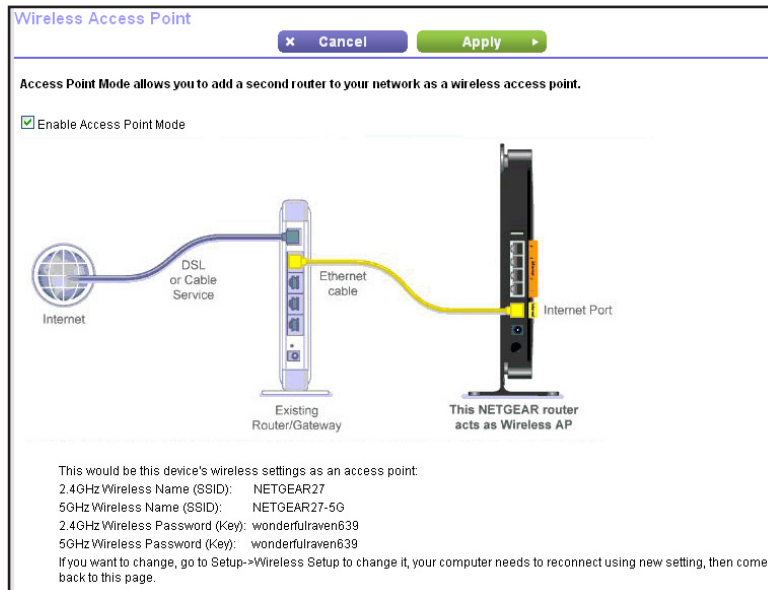 Wireless Access Point
Cancel
Apply
Access Point Mode allows you to add a second router to your network as a wireless access point.
Enable Access Point Mode
DSL
or Cable
Service
Ethernet
cable
Internet
Internet Port
Existing
Router/Gateway
This NETGEAR router
acts as Wireless AP
This would be this device's wireless settings as an access point:
2.4GHz Wireless Name (SSID): NETGEAR27
5GHz Wireless Name (SSID): NETGEAR27-5G
2.4GHz Wireless Password (Key): wonderfulraven639
5GHz Wireless Password (Key): wonderfulraven639
If you want to change, go to Setup->Wireless Setup to change it, your computer needs to reconnect using new setting, then come
back to this page.